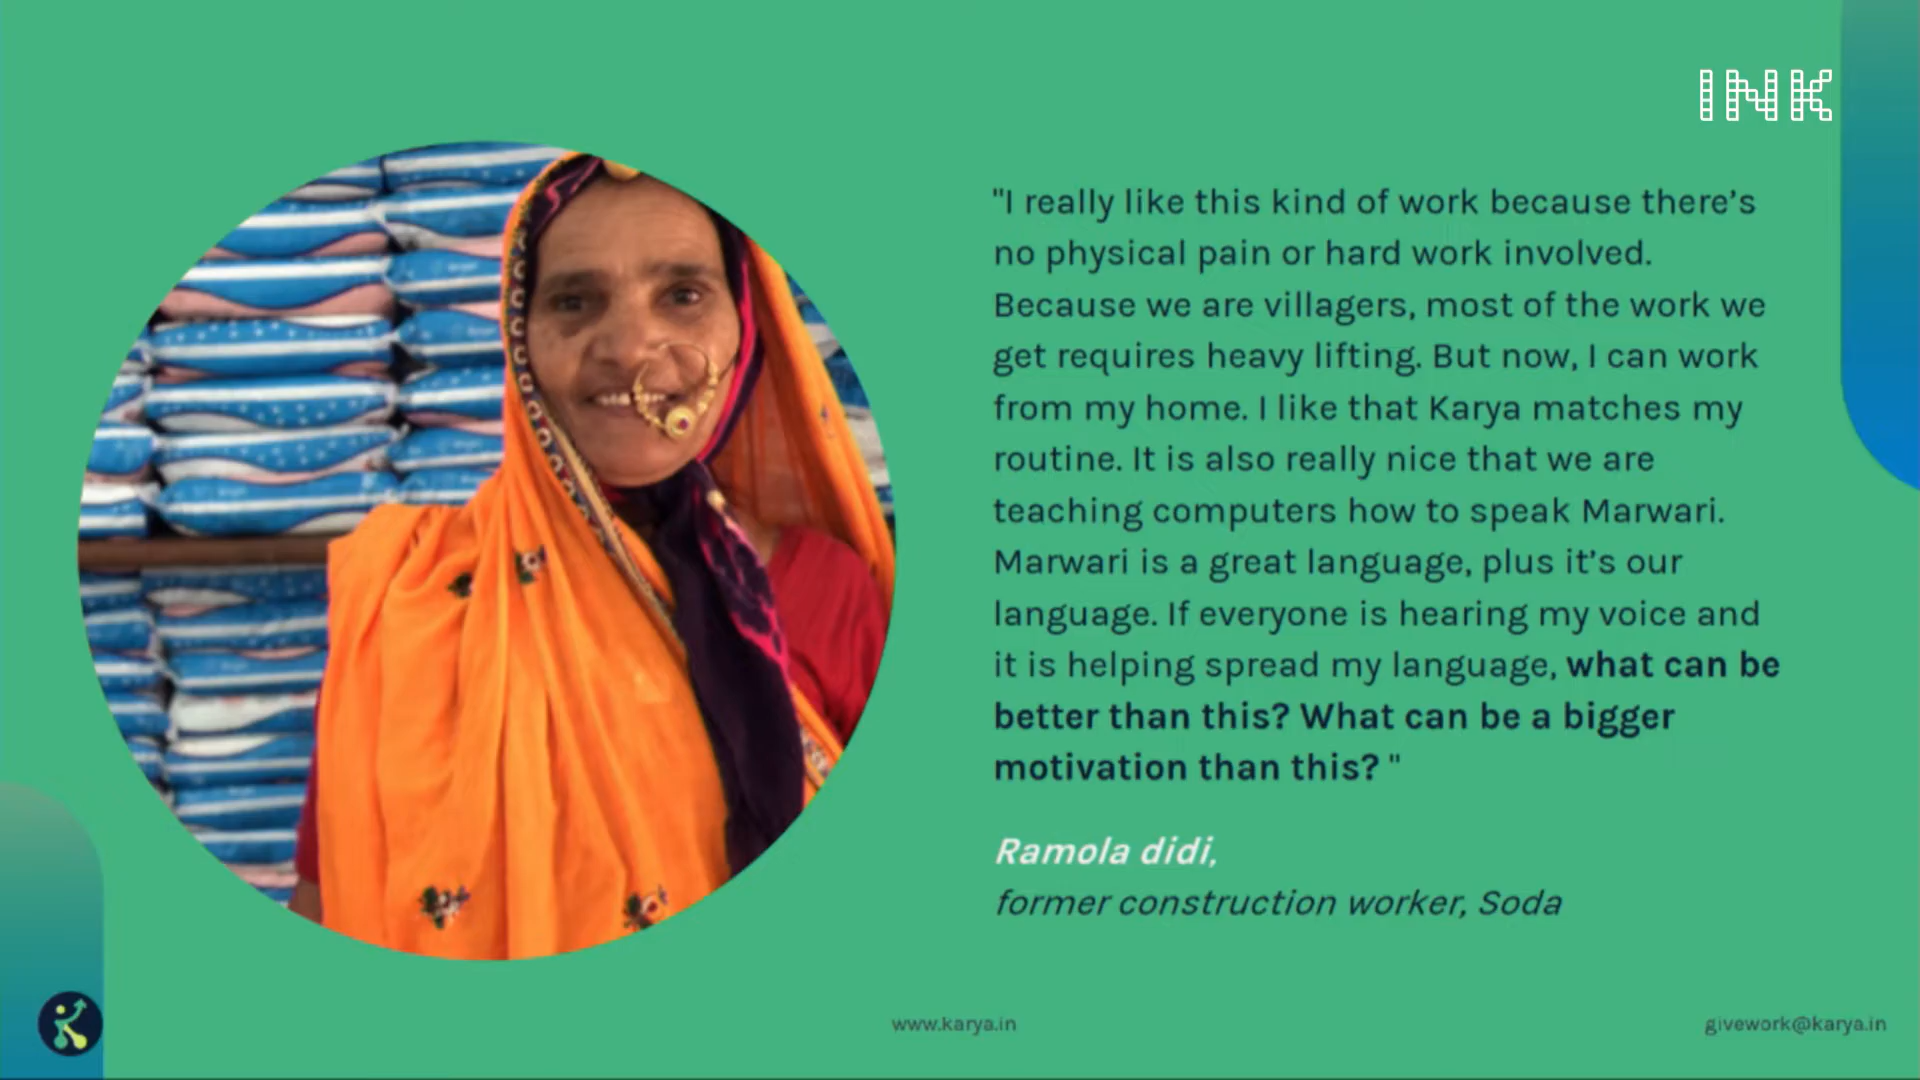 INK
"I really like this kind of work because there’s
no physical pain or hard work involved.
Because we are villagers, most of the work we
get requires heavy lifting. But now, I can work
from my home. I like that Karya matches my
routine. It is also really nice that we are
teaching computers how to speak Marwari.
Marwari is a great language, plus it’s our
language. If everyone is hearing my voice and
it is helping spread my language, what can be
better than this? What can be a bigger
motivation than this? "
Ramola didi,
former construction worker, Soda
www.karya.in
givework@karya.in